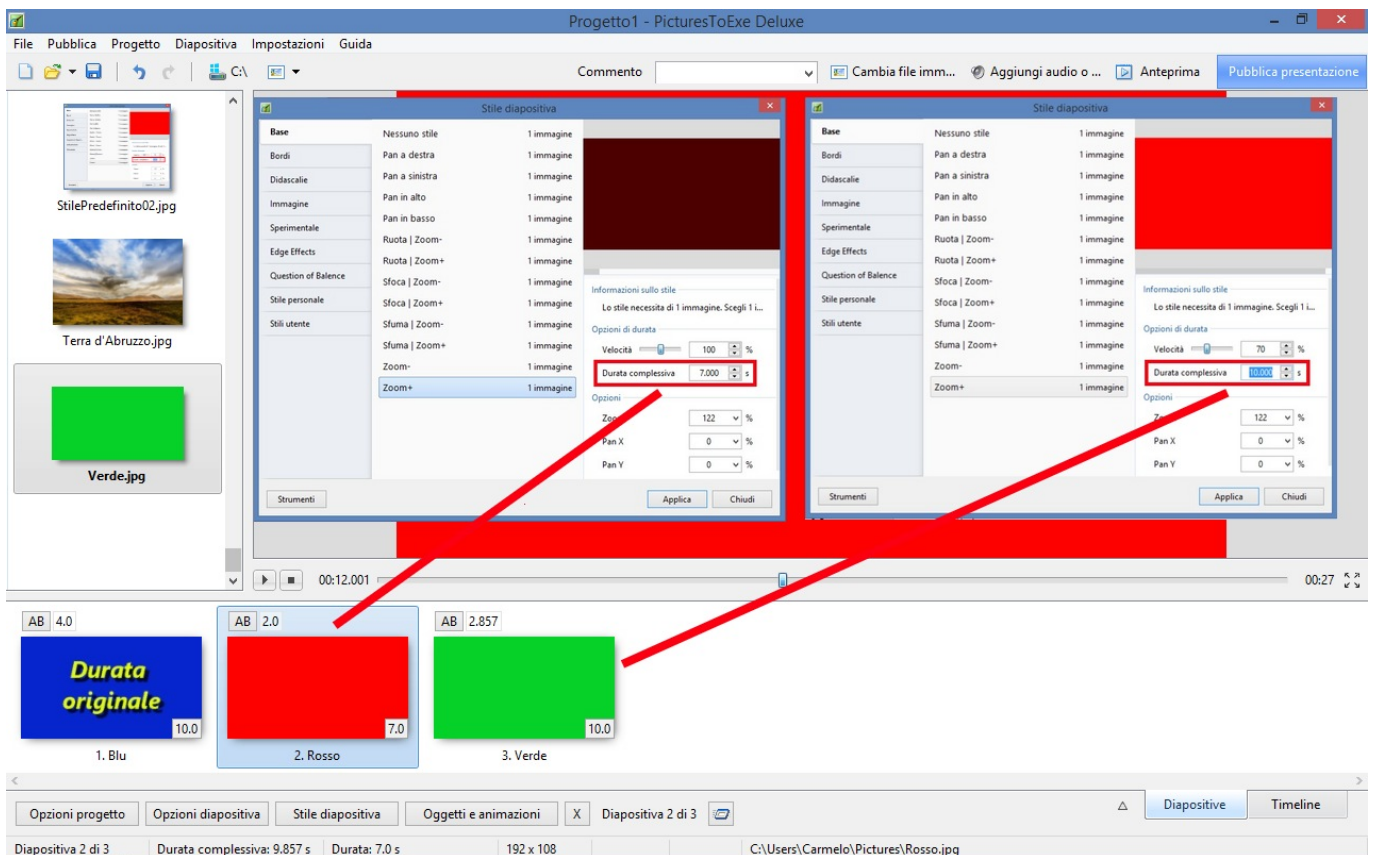 Progetto1 - PicturesToExe Deluxe
File Pubblica Progetto Diapositiva Impostazioni Guida
C:\ Commento Cambia file imm... Aggiungi audio o ... Anteprima Pubblica presentazione
StilePredefinito02.jpg
Terra d'Abruzzo.jpg
Verde.jpg
Stile diapositiva
Base
Bordi
Didascalie
Immagine
Sperimentale
Edge Effects
Question of Balence
Stile personale
Stili utente
Nessuno stile 1 immagine
Pan a destra 1 immagine
Pan a sinistra 1 immagine
Pan in alto 1 immagine
Pan in basso 1 immagine
Ruota | Zoom- 1 immagine
Ruota | Zoom+ 1 immagine
Sfoca | Zoom- 1 immagine
Sfoca | Zoom+ 1 immagine
Sfuma | Zoom- 1 immagine
Sfuma | Zoom+ 1 immagine
Zoom- 1 immagine
Zoom+ 1 immagine
Informazioni sullo stile
Lo stile necessita di 1 immagine. Scegli 1 i...
Opzioni di durata
Velocità 100 %
Durata complessiva 7.000 s
Opzioni
122 %
Pan X 0 %
Pan Y 0 %
Strumenti Applica Chiudi
Stile diapositiva
Base
Bordi
Didascalie
Immagine
Sperimentale
Edge Effects
Question of Balence
Stile personale
Stili utente
Nessuno stile 1 immagine
Pan a destra 1 immagine
Pan a sinistra 1 immagine
Pan in alto 1 immagine
Pan in basso 1 immagine
Ruota | Zoom- 1 immagine
Ruota | Zoom+ 1 immagine
Sfoca | Zoom- 1 immagine
Sfoca | Zoom+ 1 immagine
Sfuma | Zoom- 1 immagine
Sfuma | Zoom+ 1 immagine
Zoom- 1 immagine
Zoom+ 1 immagine
Informazioni sullo stile
Lo stile necessita di 1 immagine. Scegli 1 i...
Opzioni di durata
Velocità 70 %
Durata complessiva 10.000 s
Opzioni
122 %
Pan X 0 %
Pan Y 0 %
Strumenti Applica Chiudi
00:12.001 00:27
AB 4.0
Durata
originale
10.0
1. Blu
AB 2.0
7.0
2. Rosso
AB 2.857
10.0
3. Verde
Opzioni progetto Opzioni diapositiva Stile diapositiva Oggetti e animazioni X Diapositiva 2 di 3 Diapositive Timeline
Diapositiva 2 di 3 Durata complessiva: 9.857 s Durata: 7.0 s 192 x 108 C:\Users\Carmelo\Pictures\Rosso.jpg